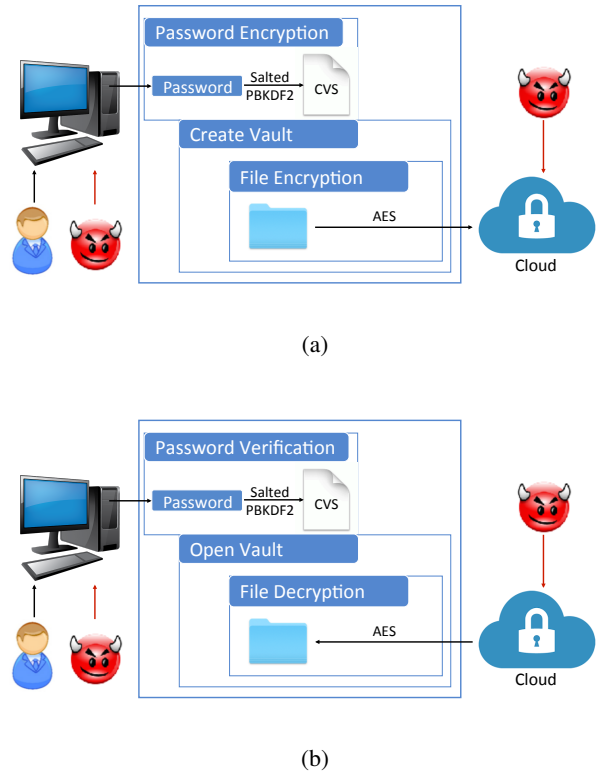 Password Encryption
Password
Salted
PBKDF2
CVS
Create Vault
File Encryption
AES
Cloud
(a)
Password Verification
Password
Salted
PBKDF2
CVS
Open Vault
File Decryption
AES
Cloud
(b)